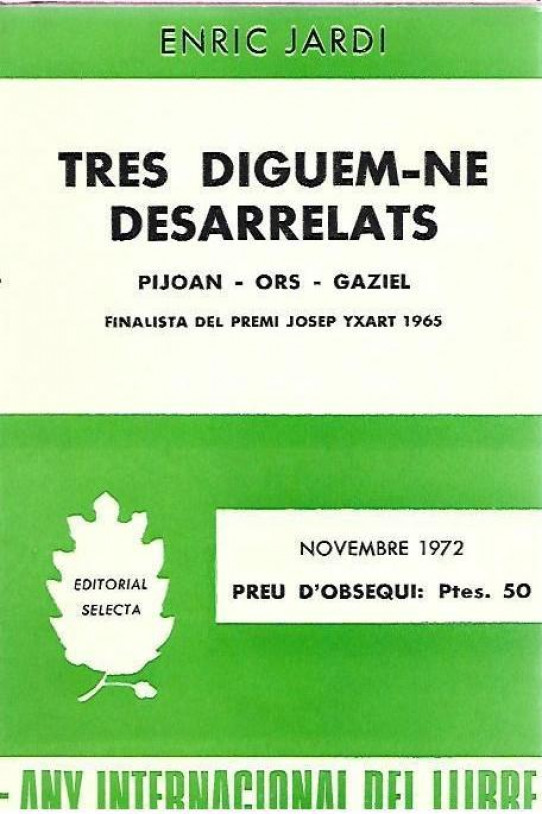 ENRIC JARDI
TRES DIGUEM-NE
DESARRELATS
PIJOAN - ORS - GAZIEL
FINALISTA DEL PREMI JOSEP YXART 1965
NOVEMBRE 1972
PREU D'OBSEQUI: Ptes. 50
EDITORIAL
SELECTA
- ANY INTERNACIONAL DEL LLIBRE